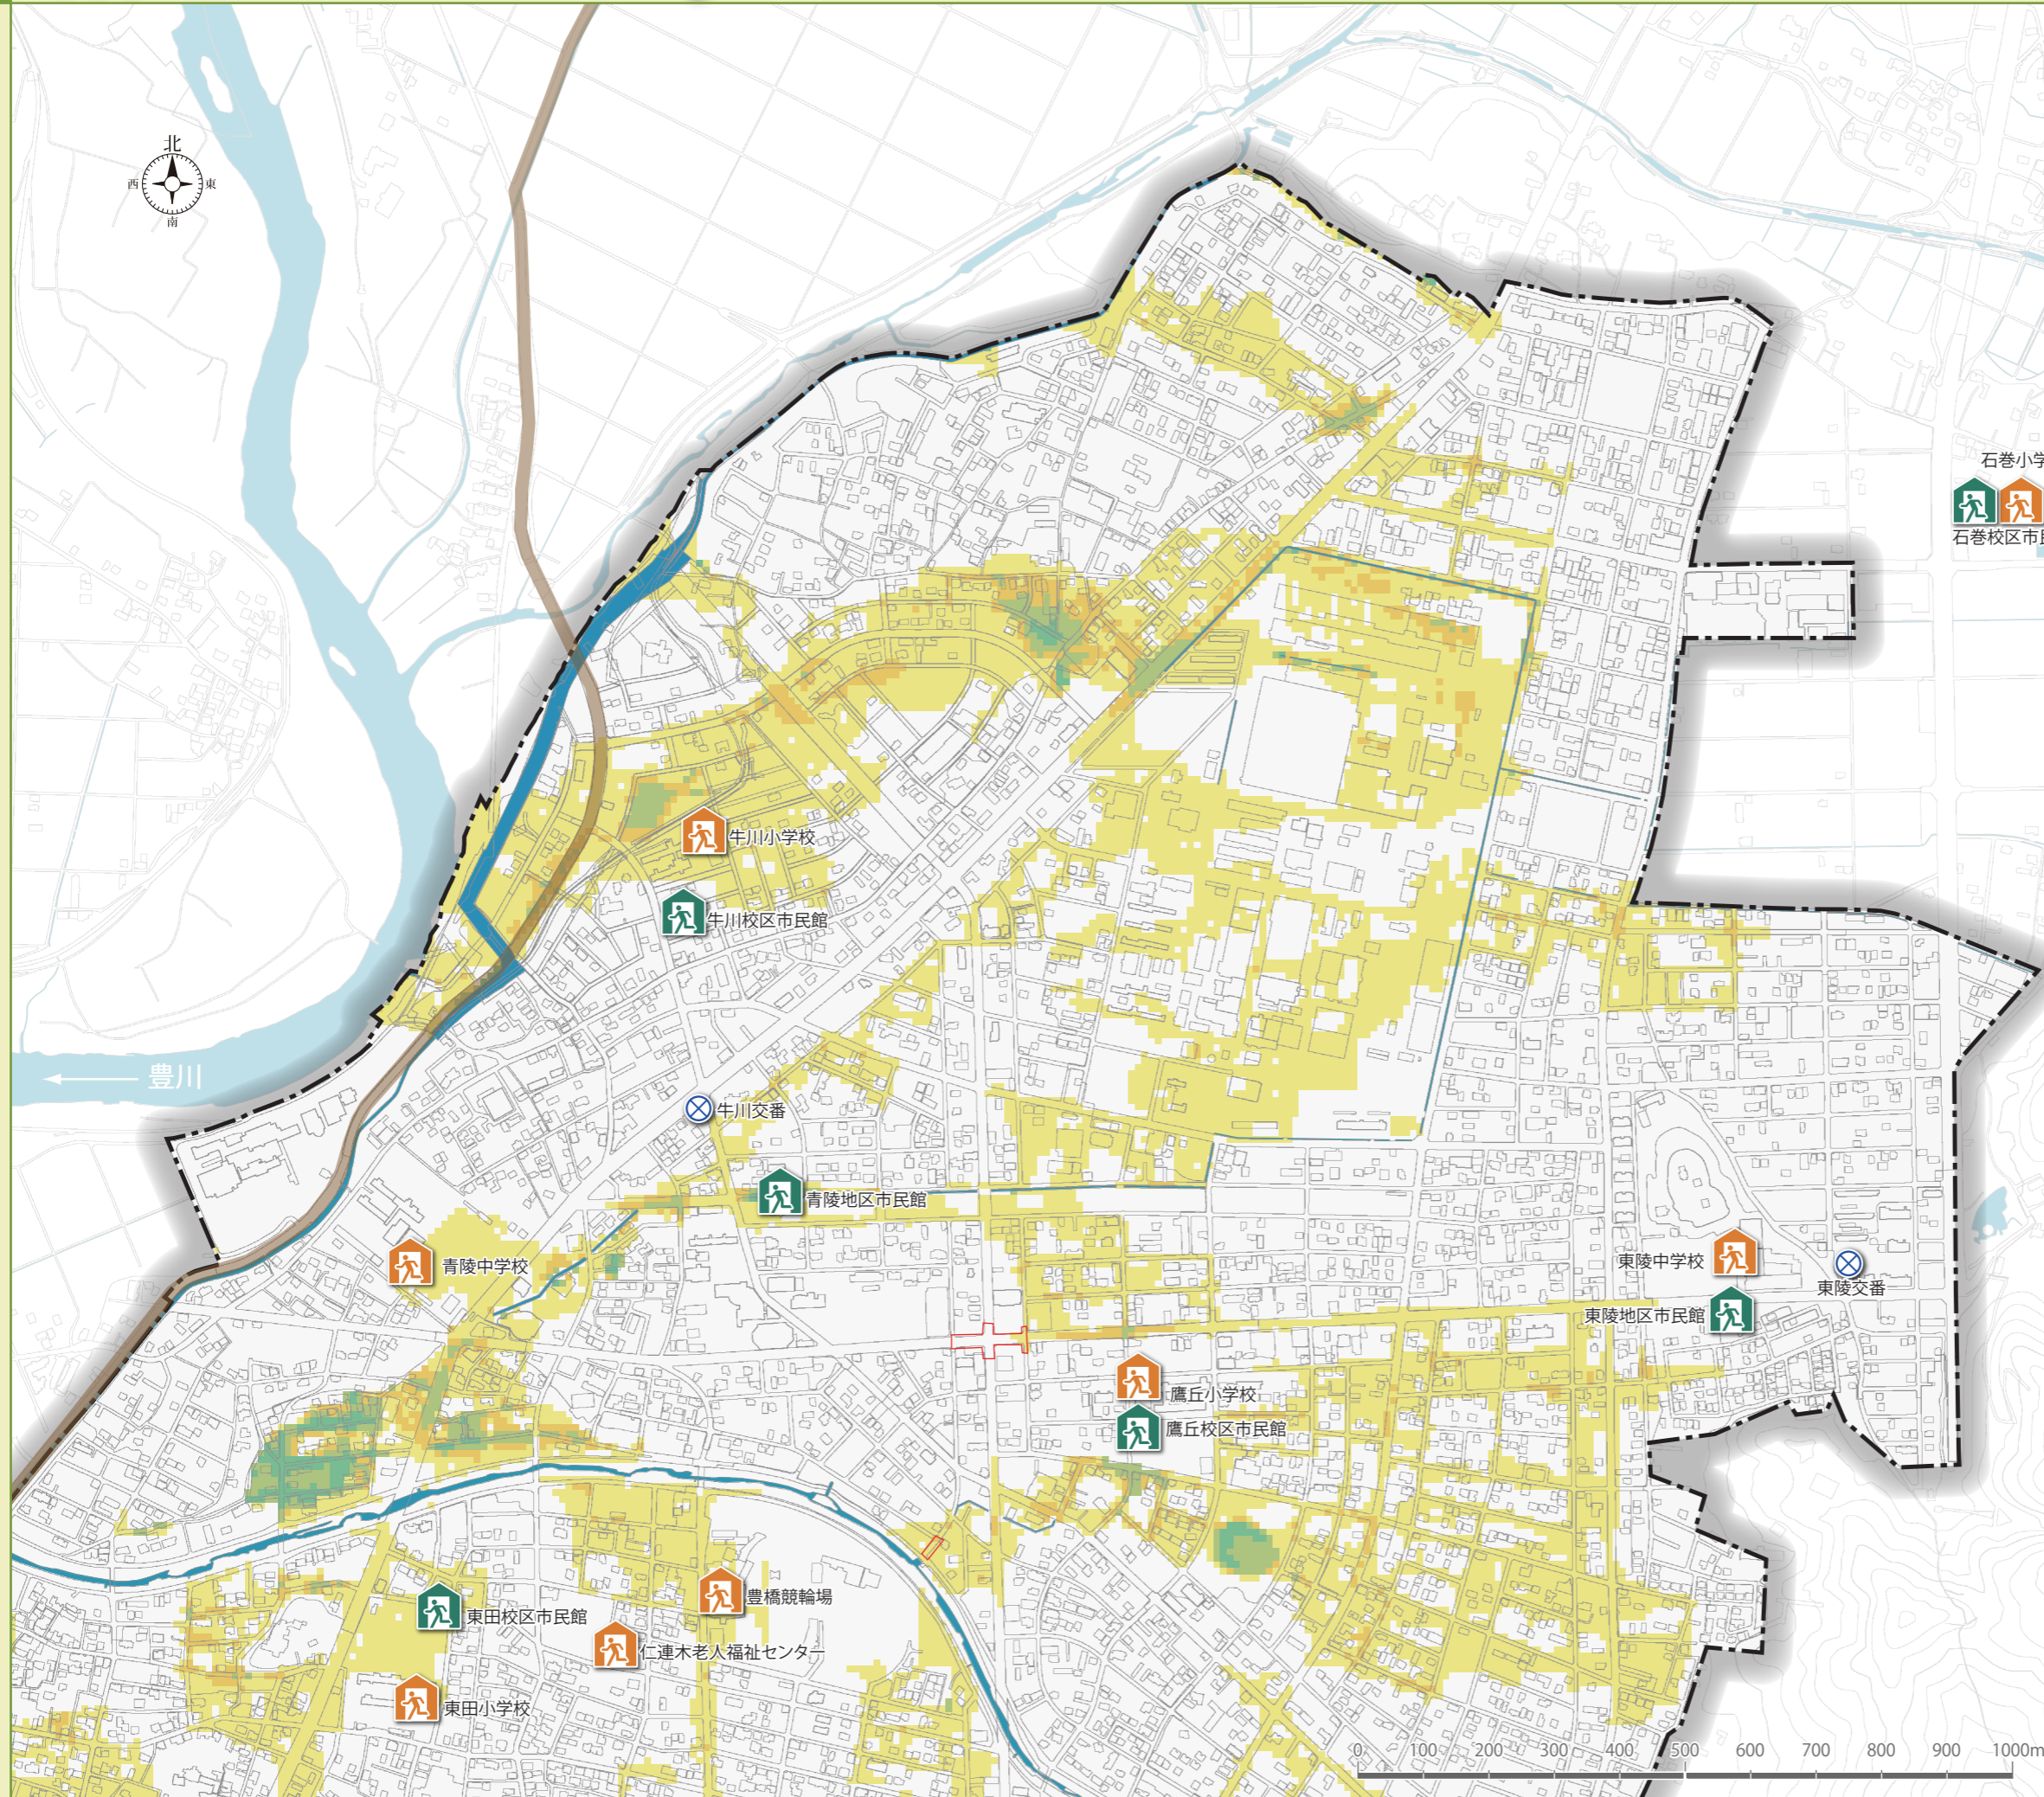 北
西
東
南
石巻小学
石巻校区市民
牛川小学校
牛川校区市民館
豊川
牛川交番
青陵地区市民館
青陵中学校
東陵中学校
東陵交番
東陵地区市民館
鷹丘小学校
鷹丘校区市民館
豊橋競輪場
東田校区市民館
仁連木老人福祉センター
東田小学校
0 100 200 300 400 500 600 700 800 900 1000m